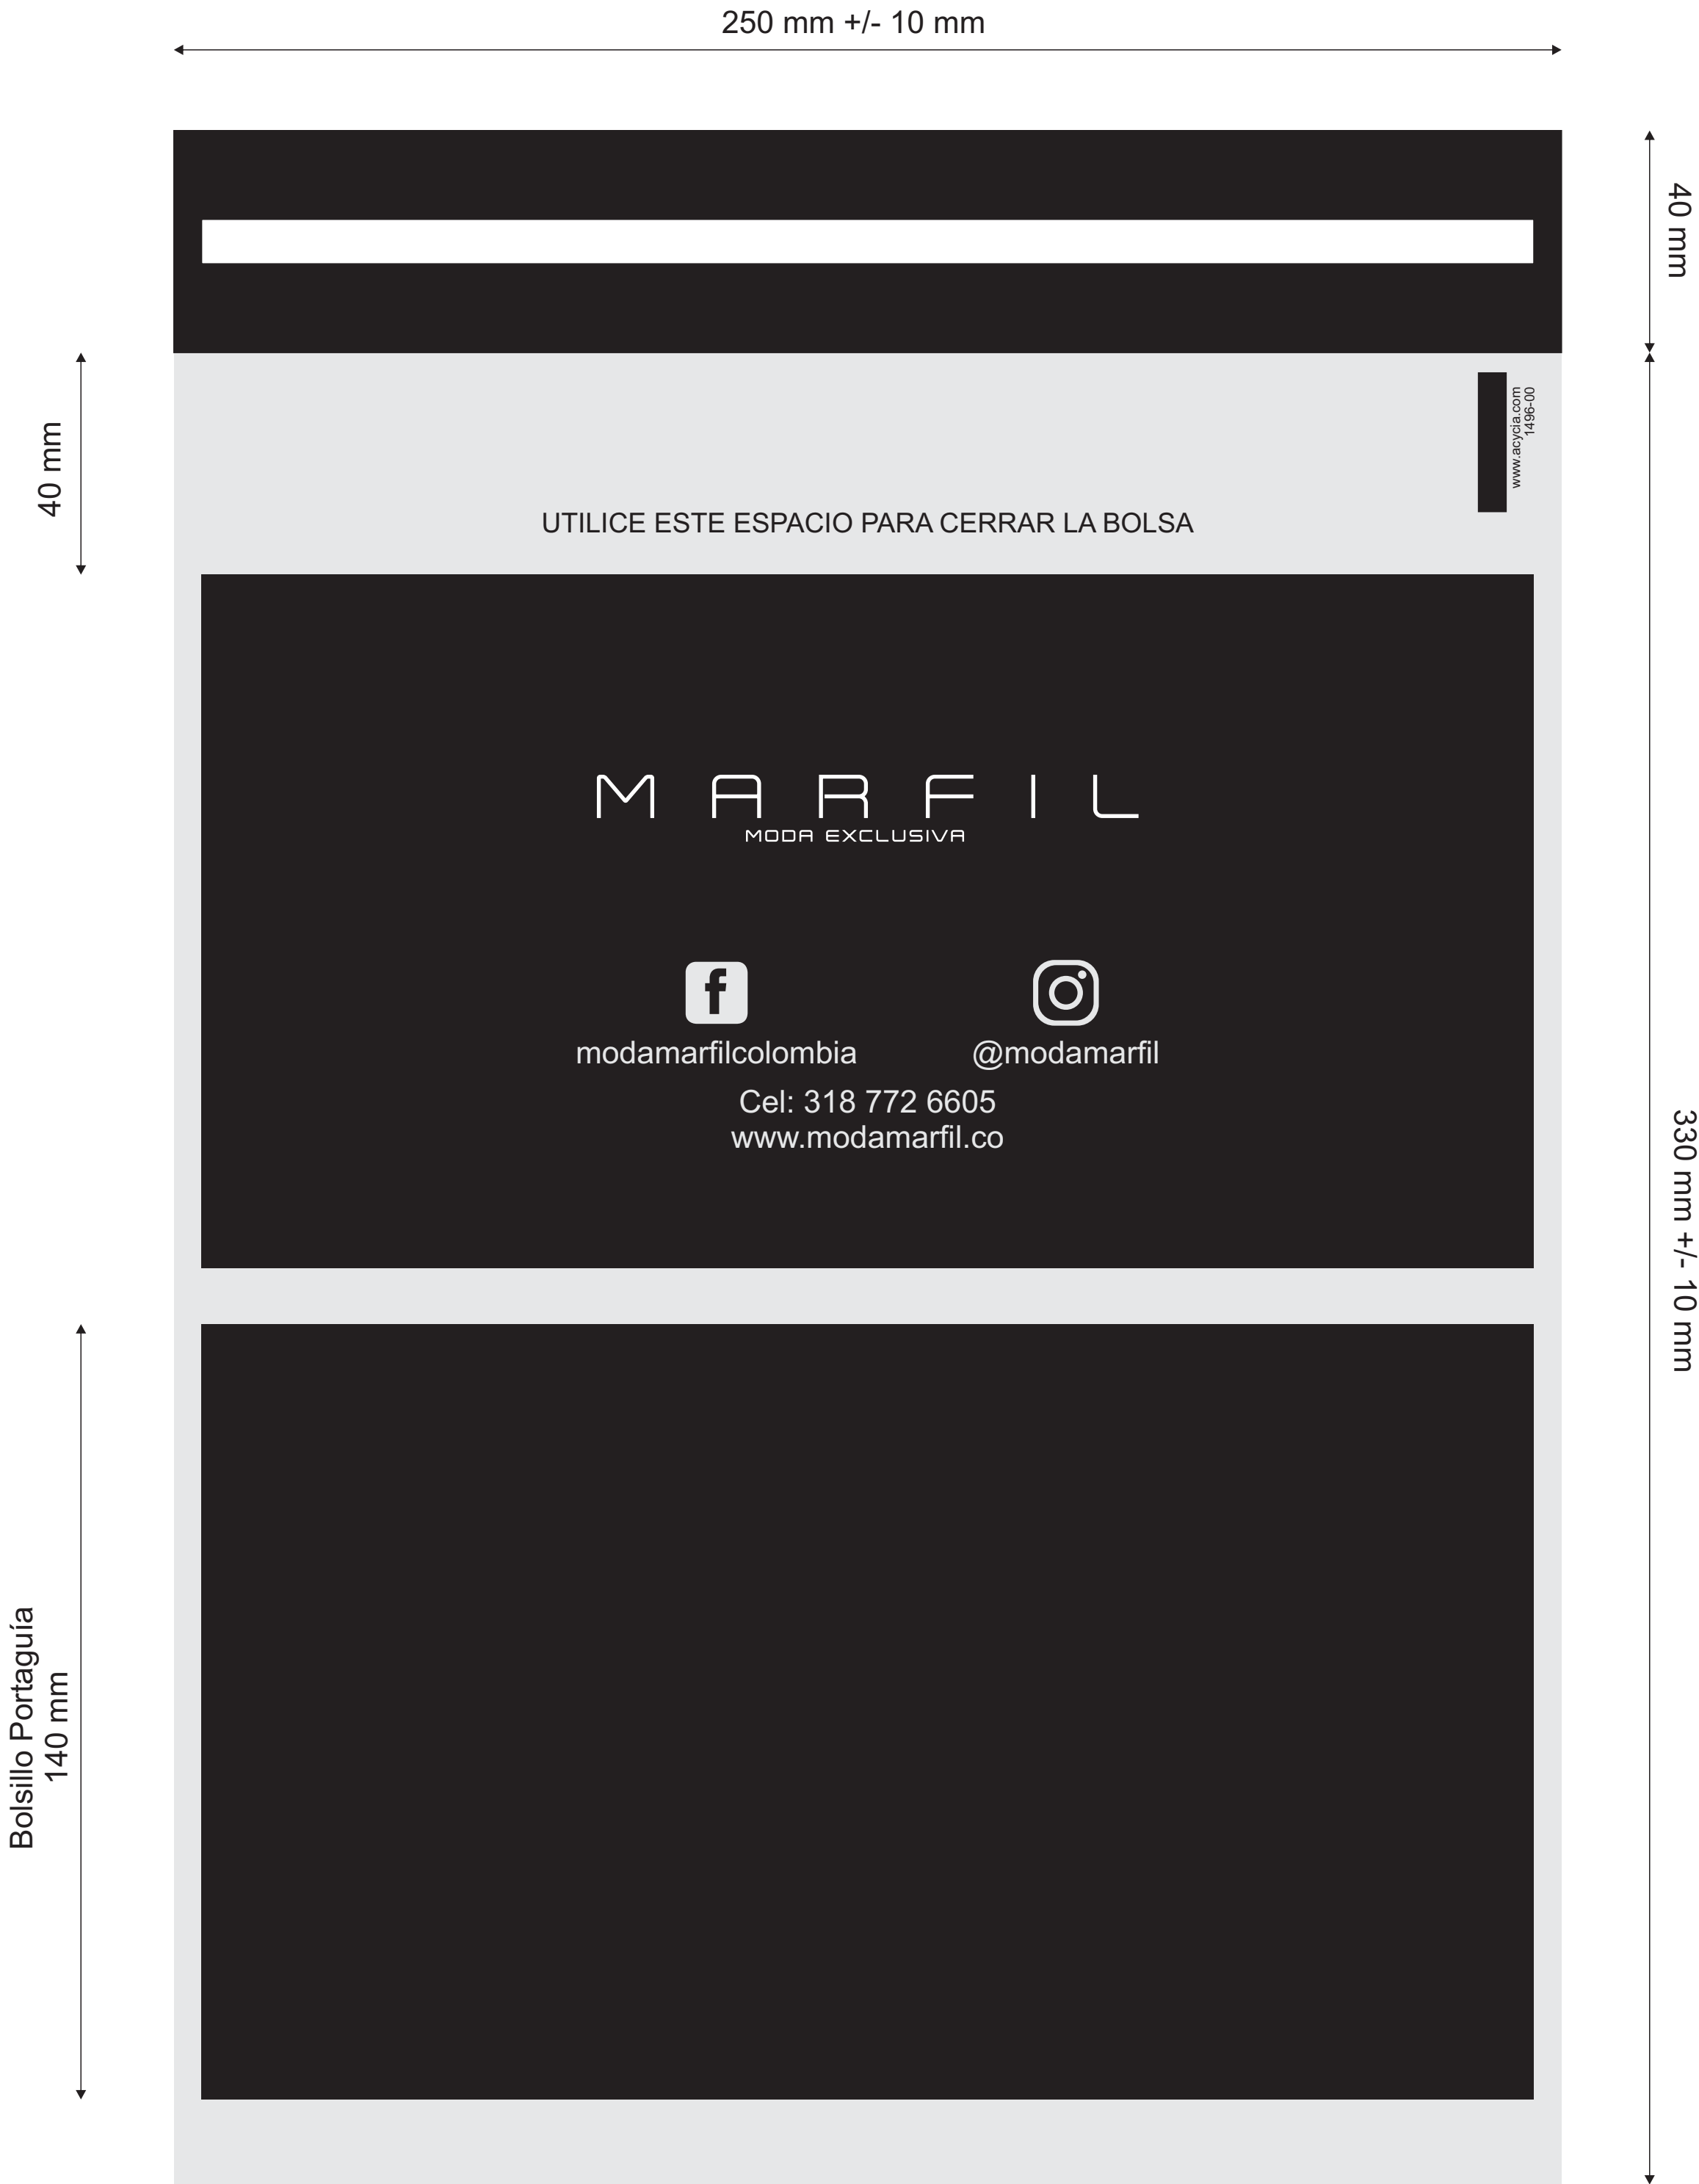 250 mm +/- 10 mm
40 mm
40 mm
www.acycia.com
1496-00
UTILICE ESTE ESPACIO PARA CERRAR LA BOLSA
MARFIL
MODA EXCLUSIVA
modamarfilcolombia
@modamarfil
Cel: 318 772 6605
www.modamarfil.co
330 mm +/- 10 mm
Bolsillo Portaguía
140 mm